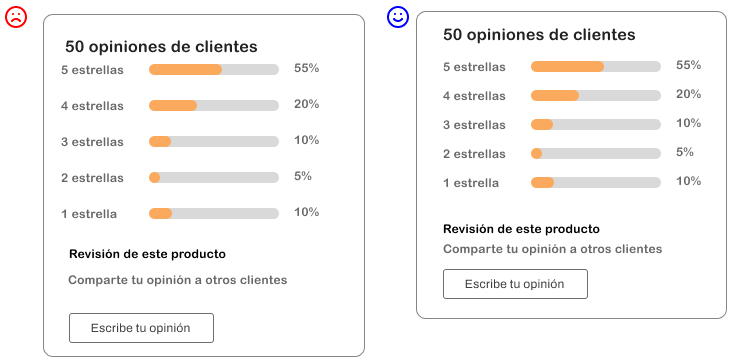 50 opiniones de clientes
5 estrellas 55%
4 estrellas 20%
3 estrellas 10%
2 estrellas 5%
1 estrella 10%
Revisión de este producto
Comparte tu opinión a otros clientes
Escribe tu opinión
50 opiniones de clientes
5 estrellas 55%
4 estrellas 20%
3 estrellas 10%
2 estrellas 5%
1 estrella 10%
Revisión de este producto
Comparte tu opinión a otros clientes
Escribe tu opinión